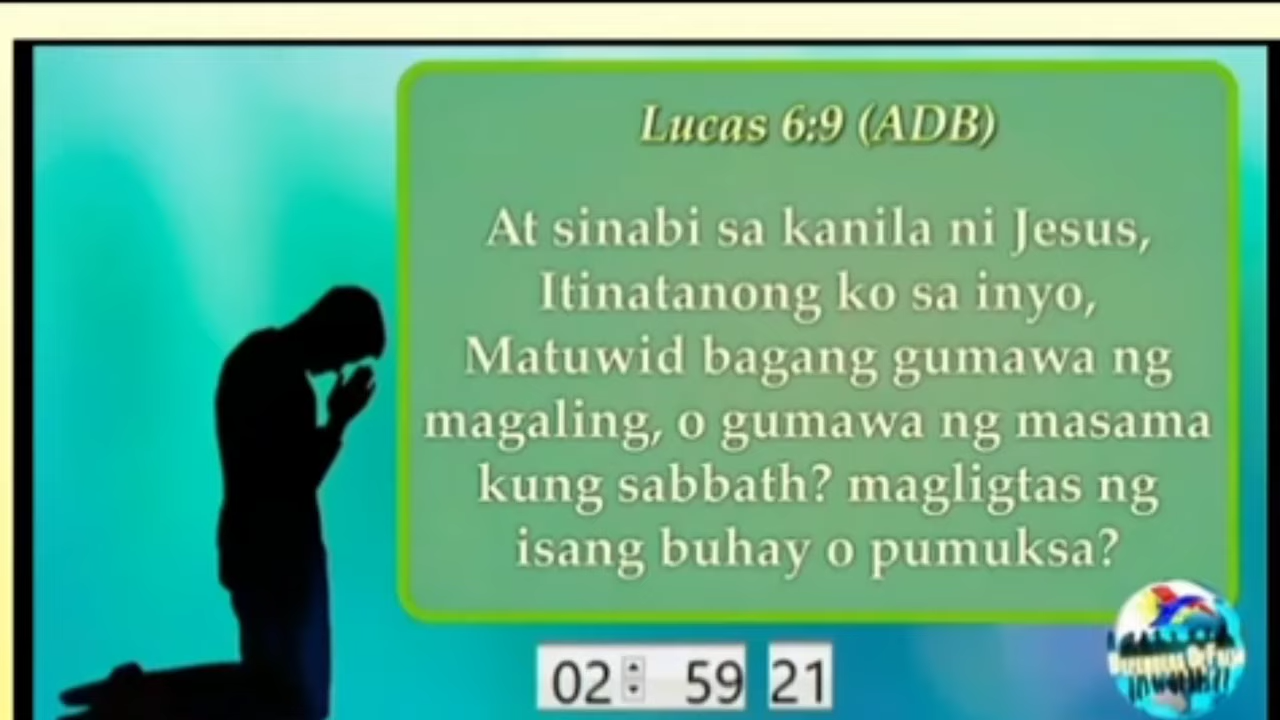 Lucas 6:9 (ADB)
At sinabi sa kanila ni Jesus,
Itinatanong ko sa inyo,
Matuwid bagang gumawa ng
magaling, o gumawa ng masama
kung sabbath? magligtas ng
isang buhay o pumuksa?
02 59 21